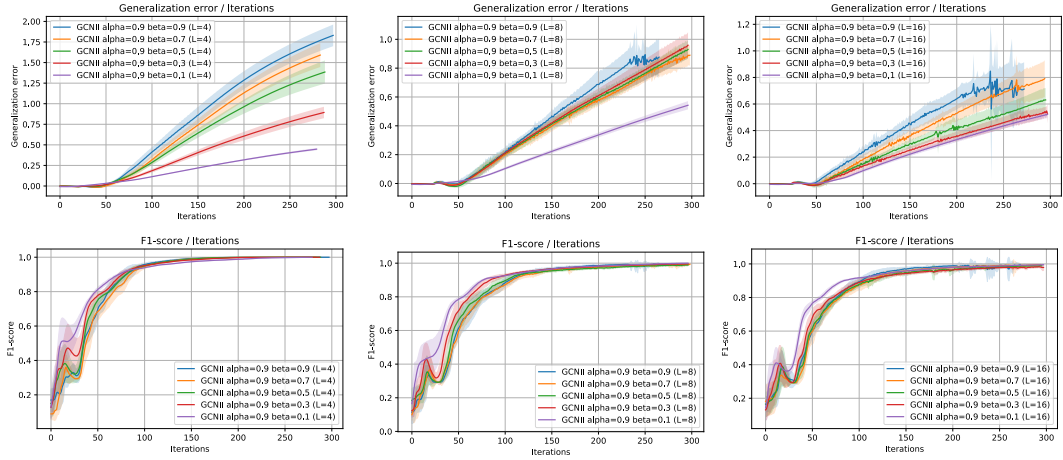 Generalization error / Iterations
2,00
1,75
1,50
1,25
1,00
0,75
0,50
0,25
0,00
Generalization error
GCNII alpha=0.9 beta=0.9 (L=4)
GCNII alpha=0.9 beta=0.7 (L=4)
GCNII alpha=0.9 beta=0.5 (L=4)
GCNII alpha=0.9 beta=0.3 (L=4)
GCNII alpha=0.9 beta=0.1 (L=4)
0 50 100 150 200 250 300
Iterations
Generalization error / Iterations
1.0
0.8
0.6
0.4
0.2
0.0
Generalization error
GCNII alpha=0.9 beta=0.9 (L=8)
GCNII alpha=0.9 beta=0.7 (L=8)
GCNII alpha=0.9 beta=0.5 (L=8)
GCNII alpha=0.9 beta=0.3 (L=8)
GCNII alpha=0.9 beta=0.1 (L=8)
0 50 100 150 200 250 300
Iterations
Generalization error / Iterations
1.2
1.0
0.8
0.6
0.4
0.2
0.0
Generalization error
GCNII alpha=0.9 beta=0.9 (L=16)
GCNII alpha=0.9 beta=0.7 (L=16)
GCNII alpha=0.9 beta=0,5 (L=16)
GCNII alpha=0.9 beta=0.3 (L=16)
GCNII alpha=0.9 beta=0.1 (L=16)
0 50 100 150 200 250 300
Iterations
F1-score / Iterations
1.0
0.8
0.6
0.4
0.2
F1-score
GCNII alpha=0.9 beta=0.9 (L=4)
GCNII alpha=0.9 beta=0.7 (L=4)
GCNII alpha=0.9 beta=0.5 (L=4)
GCNII alpha=0.9 beta=0.3 (L=4)
GCNII alpha=0.9 beta=0.1 (L=4)
0 50 100 150 200 250 300
Iterations
F1-score / Iterations
1.0
0.8
0.6
0.4
0.2
0.0
F1-score
GCNII alpha=0.9 beta=0.9 (L=8)
GCNII alpha=0.9 beta=0.7 (L=8)
GCNII alpha=0.9 beta=0.5 (L=8)
GCNII alpha=0.9 beta=0.3 (L=8)
GCNII alpha=0.9 beta=0.1 (L=8)
0 50 100 150 200 250 300
Iterations
F1-score / Iterations
1.0
0.8
0.6
0.4
0.2
F1-score
GCNII alpha=0.9 beta=0.9 (L=16)
GCNII alpha=0.9 beta=0.7 (L=16)
GCNII alpha=0.9 beta=0.5 (L=16)
GCNII alpha=0.9 beta=0.3 (L=16)
GCNII alpha=0.9 beta=0.1 (L=16)
0 50 100 150 200 250 300
Iterations